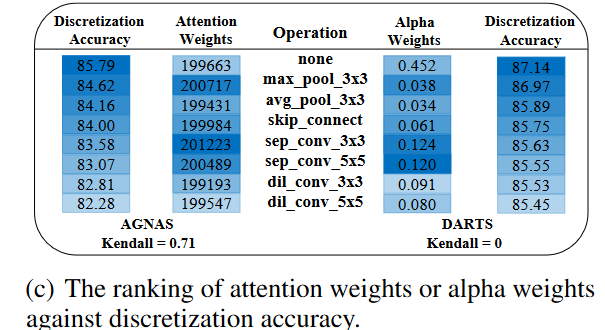 Discretization Attention Operation Alpha Discretization
Accuracy Weights Weights Accuracy
85.79 199663 none 0.452 87.14
84.62 200717 max_pool_3x3 0.038 86.97
84.16 199431 avg_pool_3x3 0.034 85.89
84.00 199984 skip_connect 0.061 85.75
83.58 201223 sep_conv_3x3 0.124 85.63
83.07 200489 sep_conv_5x5 0.120 85.55
82.81 199193 dil_conv_3x3 0.091 85.53
82.28 199547 dil_conv_5x5 0.080 85.45
AGNAS DARTS
Kendall = 0.71 Kendall = 0
(c) The ranking of attention weights or alpha weights
against discretization accuracy.